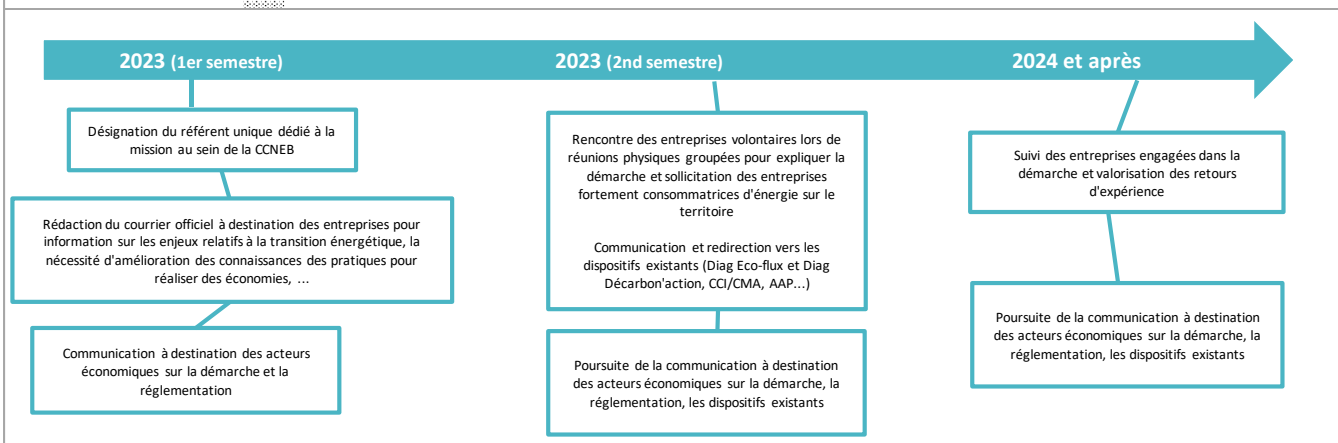 2023 (1er semestre)
2023 (2nd semestre)
2024 et après
Désignation du référent unique dédié à la
mission au sein de la CCNEB
Rédaction du courrier officiel à destination des entreprises pour
information sur les enjeux relatifs à la transition énergétique, la
nécessité d'amélioration des connaissances des pratiques pour
réaliser des économies, ...
Communication à destination des acteurs
économiques sur la démarche et la
réglementation
Rencontre des entreprises volontaires lors de
réunions physiques groupées pour expliquer la
démarche et sollicitation des entreprises
fortement consommatrices d'énergie sur le
territoire
Communication et redirection vers les
dispositifs existants (Diag Eco-flux et Diag
Décarbon'action, CCI/CMA, AAP...)
Poursuite de la communication à destination
des acteurs économiques sur la démarche, la
réglementation, les dispositifs existants
Suivi des entreprises engagées dans la
démarche et valorisation des retours
d'expérience
Poursuite de la communication à destination
des acteurs économiques sur la démarche, la
réglementation, les dispositifs existants